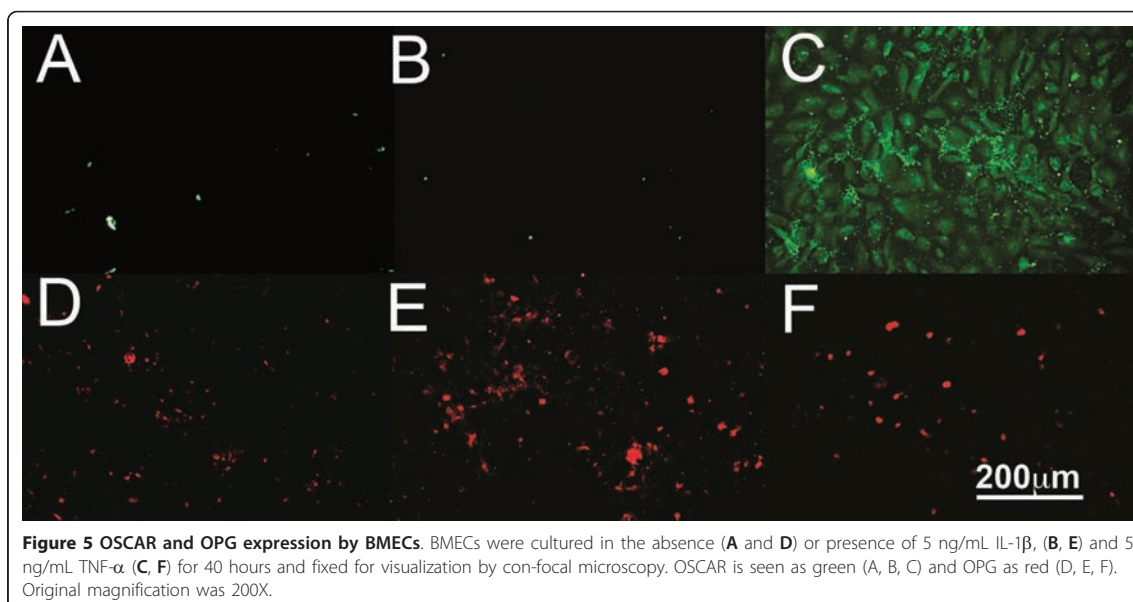 A B C
D E F
200μm
Figure 5 OSCAR and OPG expression by BMECs. BMECs were cultured in the absence (A and D) or presence of 5 ng/mL IL-1β, (B, E) and 5
ng/mL TNF-α (C, F) for 40 hours and fixed for visualization by con-focal microscopy. OSCAR is seen as green (A, B, C) and OPG as red (D, E, F).
Original magnification was 200X.